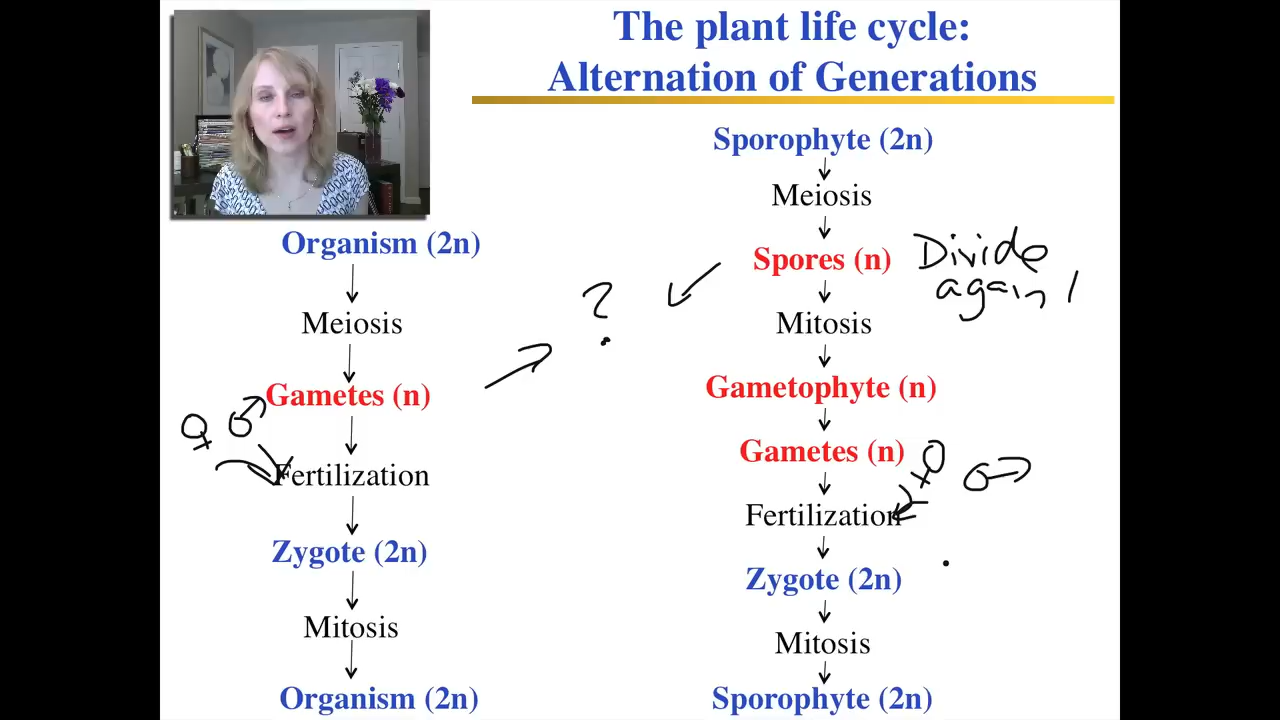 The plant life cycle:
Alternation of Generations
Organism (2n)
Meiosis
Gametes (n)
♀ ♂
Fertilization
Zygote (2n)
Mitosis
Organism (2n)
?
Sporophyte (2n)
Meiosis
Spores (n)
Divide
again!
Mitosis
Gametophyte (n)
Gametes (n)
♀ ♂
Fertilization
Zygote (2n)
Mitosis
Sporophyte (2n)